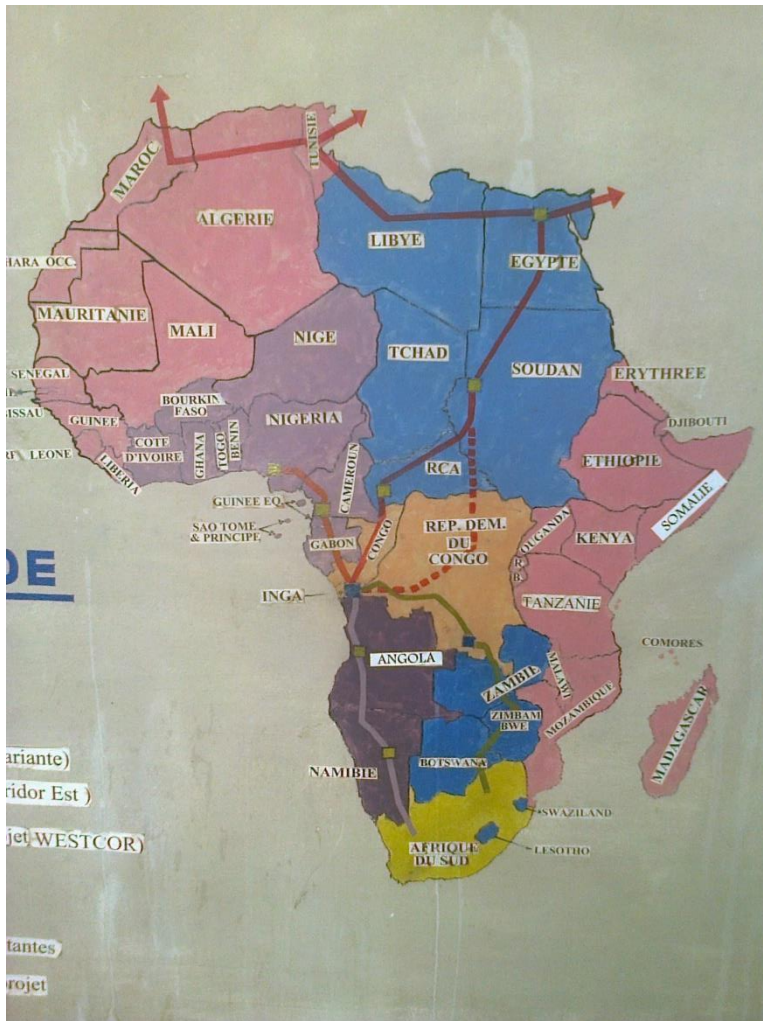 TUNISIE
MAROC
ALGERIE
LIBYE
EGYPTE
HARA OCC.
MAURITANIE
MALI
NIGE
TCHAD
SOUDAN
ERYTHREE
SENEGAL
BOURKIN
FASO
DJIBOUTI
ISSAU
GUINEE
COTE
D'IVOIRE
GHANA
TOGO
BENIN
NIGERIA
LEONE
LIBERIA
CAMEROUN
RCA
ETHIOPIE
SOMALIE
GUINEE EQ.
SAO TOME
& PRINCIPE
GABON
CONGO
REP. DEM.
DU
CONGO
OUGANDA
KENYA
R.
B.
DE
INGA
TANZANIE
ANGOLA
COMORES
ZAMBIE
MALAWI
MOZAMBIQUE
MADAGASCAR
ZIMBAM
BWE
ariante)
NAMIBIE
BOTSWANA
ridor Est )
SWAZILAND
jet WESTCOR)
AFRIQUE
DU SUD
LESOTHO
tantes
rojet